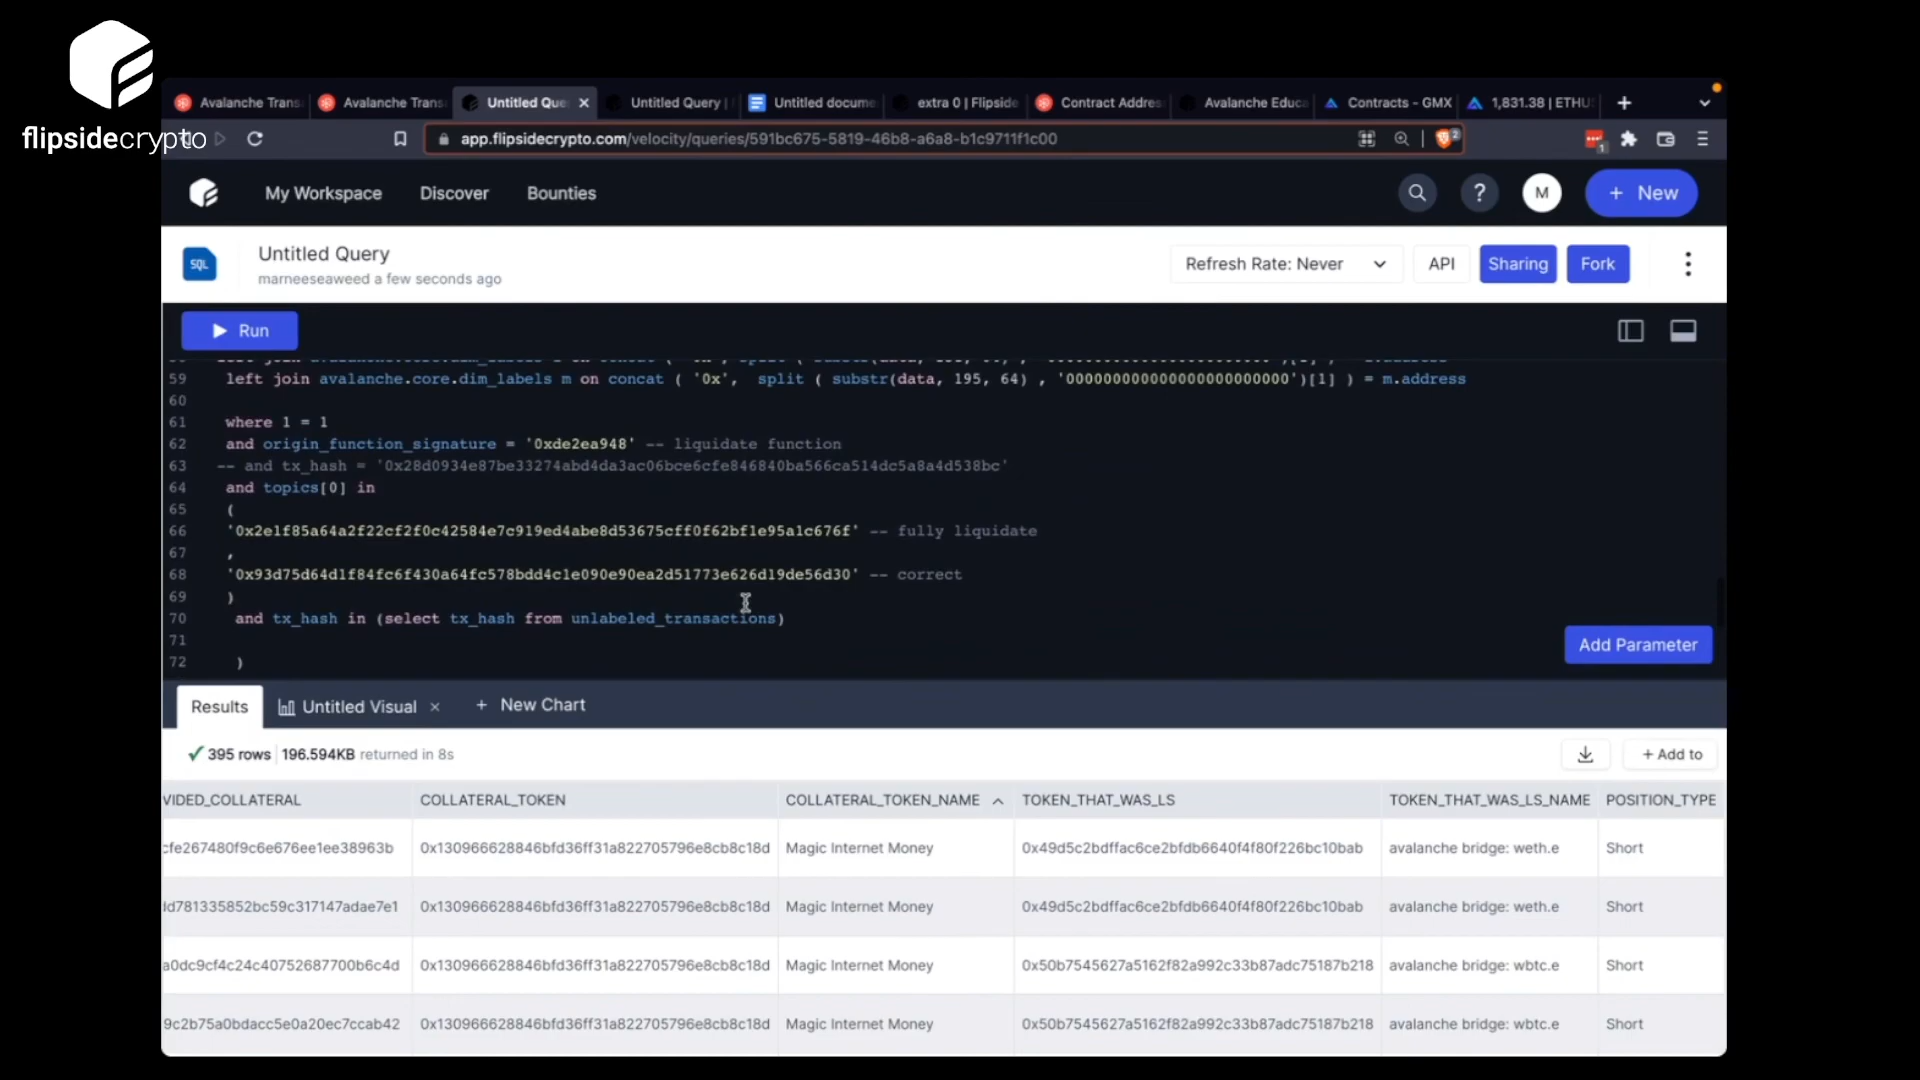 flipsidecrypto
Avalanche Trans
Avalanche Trans
Untitled Que
Untitled Query |
Untitled docume
extra 0 | Flipside
Contract Addres
Avalanche Educa
Contracts - GMX
1,831.38 | ETHU
app.flipsidecrypto.com/velocity/queries/591bc675-5819-46b8-a6a8-b1c9711f1c00
2
1
My Workspace
Discover
Bounties
?
M
+ New
SQL
Untitled Query
marneeseaweed a few seconds ago
Refresh Rate: Never
API
Sharing
Fork
Run
59 left join avalanche.core.dim_labels m on concat ( '0x', split ( substr(data, 195, 64) , '000000000000000000000000')[1] ) = m.address
60
61 where 1 = 1
62 and origin_function_signature = '0xde2ea948' -- liquidate function
63 -- and tx_hash = '0x28d0934e87be33274abd4da3ac06bce6cfe846840ba566ca514dc5a8a4d538bc'
64 and topics[0] in
65 (
66 '0x2e1f85a64a2f22cf2f0c42584e7c919ed4abe8d53675cff0f62bf1e95a1c676f' -- fully liquidate
67 ,
68 '0x93d75d64d1f84fc6f430a64fc578bdd4c1e090e90ea2d51773e626d19de56d30' -- correct
69 )
70 and tx_hash in (select tx_hash from unlabeled_transactions)
71
72 )
Add Parameter
Results
Untitled Visual ×
+ New Chart
395 rows | 196.594KB returned in 8s
+ Add to
VIDED_COLLATERAL COLLATERAL_TOKEN COLLATERAL_TOKEN_NAME TOKEN_THAT_WAS_LS TOKEN_THAT_WAS_LS_NAME POSITION_TYPE
cfe267480f9c6e676ee1ee38963b 0x130966628846bfd36ff31a822705796e8cb8c18d Magic Internet Money 0x49d5c2bdffac6ce2bfdb6640f4f80f226bc10bab avalanche bridge: weth.e Short
d781335852bc59c317147adae7e1 0x130966628846bfd36ff31a822705796e8cb8c18d Magic Internet Money 0x49d5c2bdffac6ce2bfdb6640f4f80f226bc10bab avalanche bridge: weth.e Short
a0dc9cf4c24c40752687700b6c4d 0x130966628846bfd36ff31a822705796e8cb8c18d Magic Internet Money 0x50b7545627a5162f82a992c33b87adc75187b218 avalanche bridge: wbtc.e Short
9c2b75a0bdacc5e0a20ec7ccab42 0x130966628846bfd36ff31a822705796e8cb8c18d Magic Internet Money 0x50b7545627a5162f82a992c33b87adc75187b218 avalanche bridge: wbtc.e Short